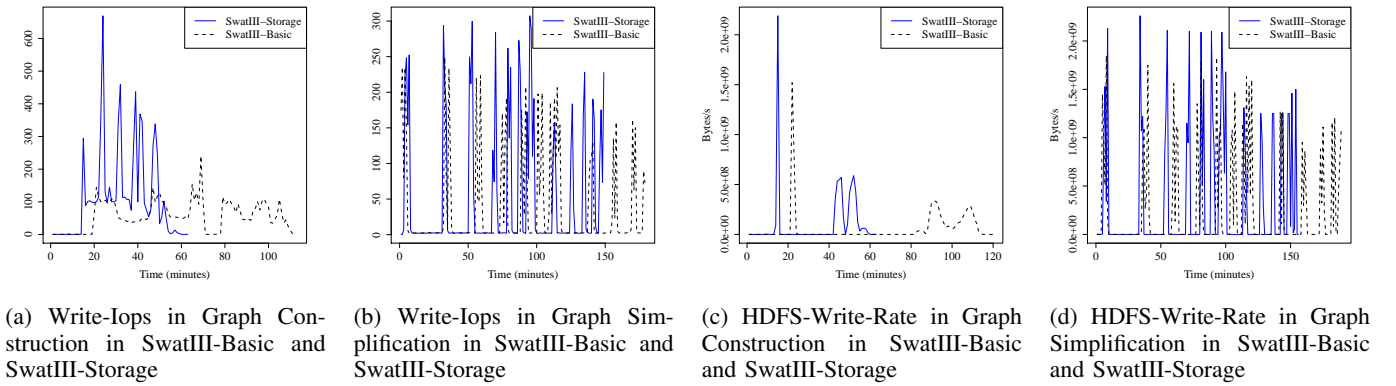 SwatIII−Storage
SwatIII−Basic
0 100 200 300 400 500 600
0 20 40 60 80 100
Time (minutes)
SwatIII−Storage
SwatIII−Basic
0 50 100 150 200 250 300
0 50 100 150
Time (minutes)
SwatIII−Storage
SwatIII−Basic
Bytes/s
0.0e+00 5.0e+08 1.0e+09 1.5e+09 2.0e+09
0 20 40 60 80 100 120
Time (minutes)
SwatIII−Storage
SwatIII−Basic
Bytes/s
0.0e+00 5.0e+08 1.0e+09 1.5e+09 2.0e+09
0 50 100 150
Time (minutes)
(a) Write-Iops in Graph Con-
struction in SwatIII-Basic and
SwatIII-Storage
(b) Write-Iops in Graph Sim-
plification in SwatIII-Basic and
SwatIII-Storage
(c) HDFS-Write-Rate in Graph
Construction in SwatIII-Basic
and SwatIII-Storage
(d) HDFS-Write-Rate in Graph
Simplification in SwatIII-Basic
and SwatIII-Storage